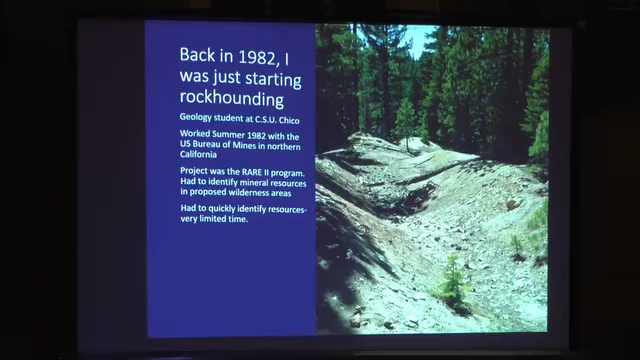 Back in 1982, I
was just starting
rockhounding
Geology student at C.S.U. Chico
Worked Summer 1982 with the
US Bureau of Mines in northern
California
Project was the RARE II program.
Had to identify mineral resources
in proposed wilderness areas
Had to quickly identify resources-
very limited time.